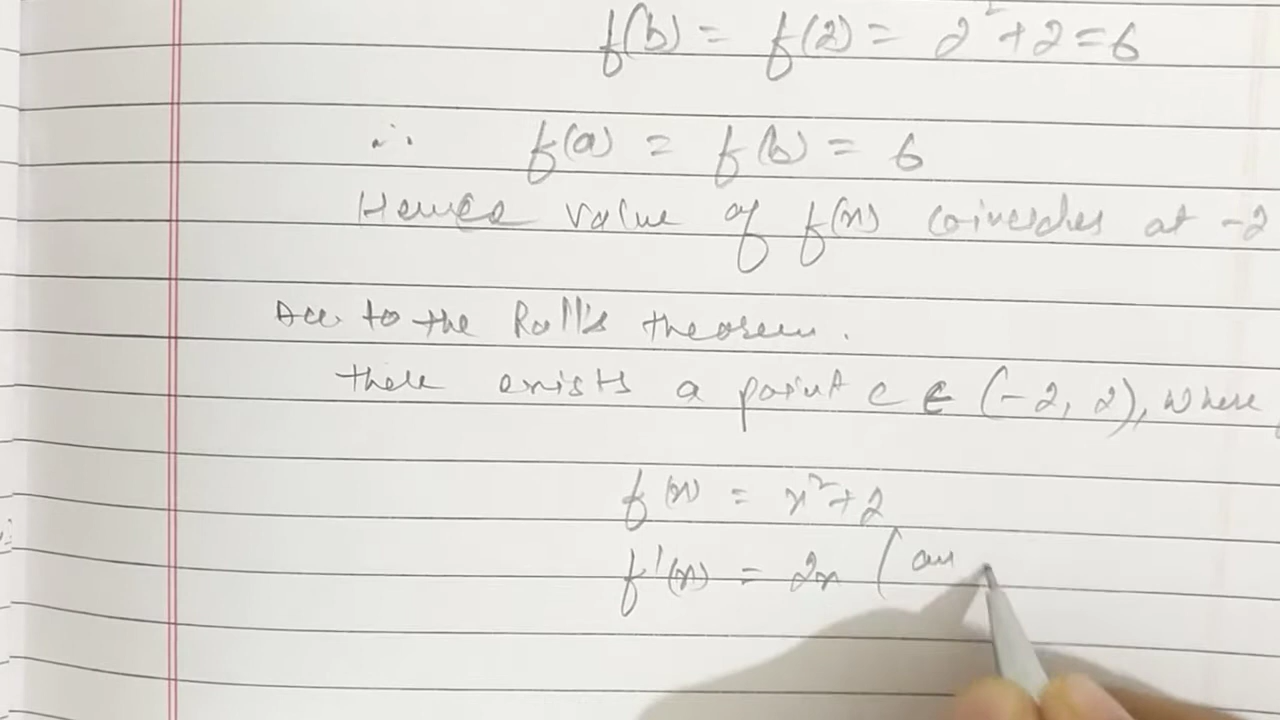 f(b) = f(2) = 2²+2=6
∴ f(a) = f(b) = 6
Hence value of f(x) coincides at -2
Acc to the Roll's theorem.
there exists a point c ∈ (-2, 2), where
f(x) = x²+2
f'(x) = 2x (